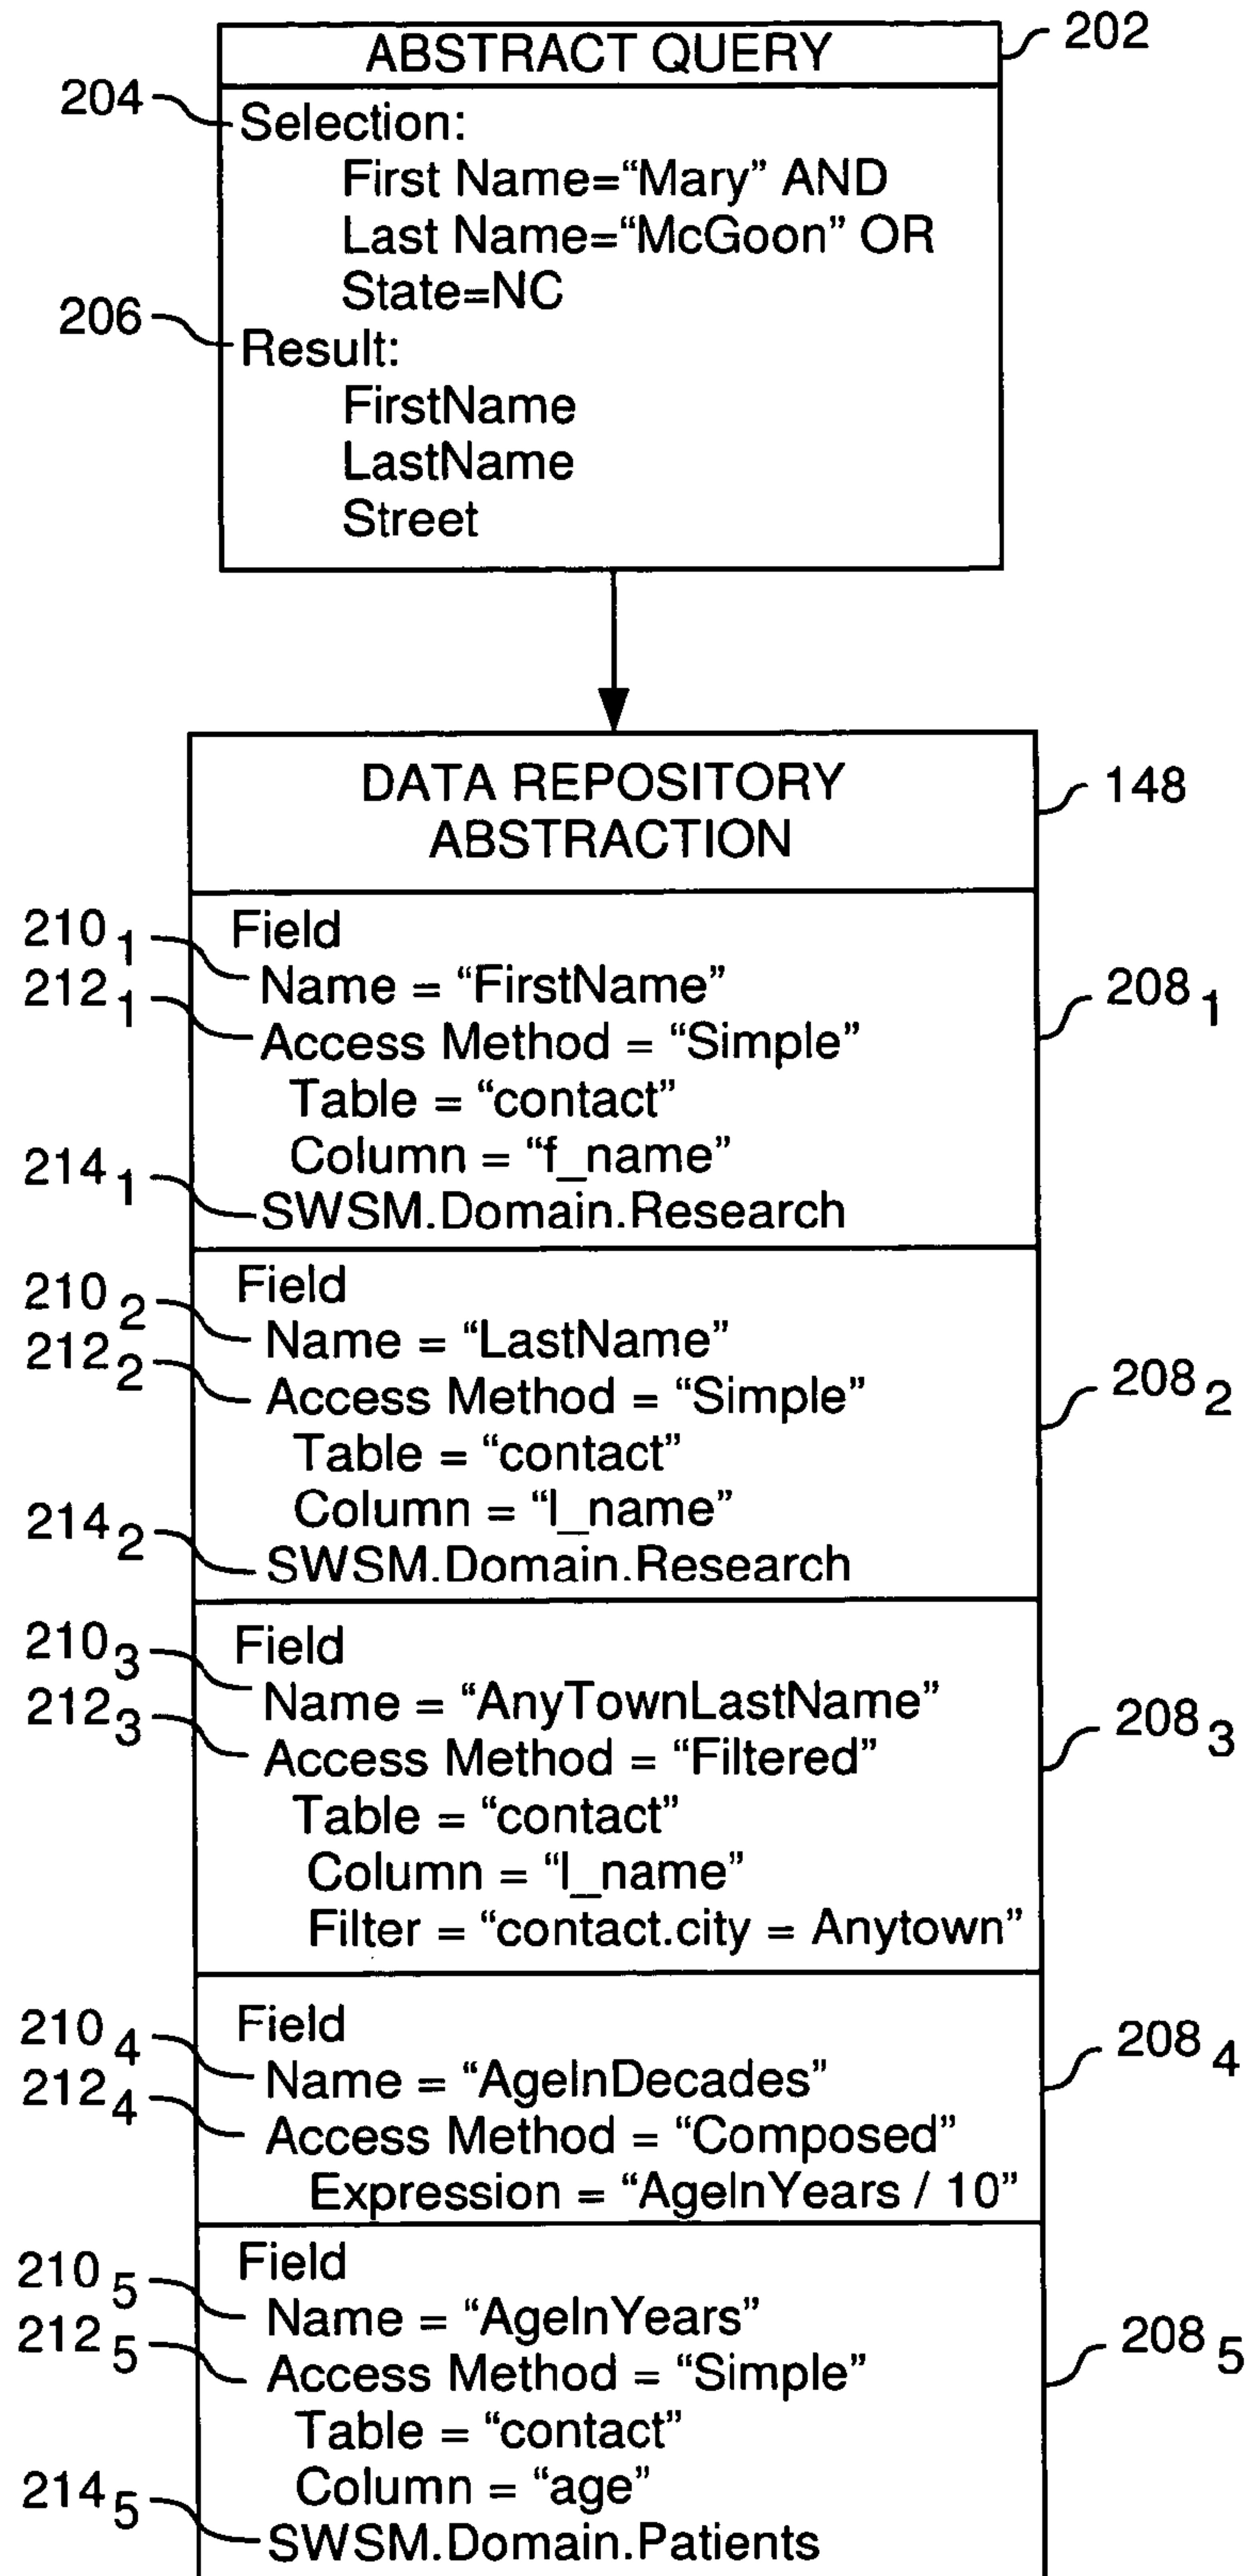 ABSTRACT QUERY
202
204
Selection:
First Name=“Mary” AND
Last Name=“McGoon” OR
State=NC
206
Result:
FirstName
LastName
Street
DATA REPOSITORY
ABSTRACTION
148
Field
210 1
Name = “FirstName”
212 1
Access Method = “Simple”
208 1
Table = “contact”
Column = “f_name”
214 1
SWSM.Domain.Research
Field
210 2
Name = “LastName”
212 2
Access Method = “Simple”
208 2
Table = “contact”
Column = “l_name”
214 2
SWSM.Domain.Research
Field
210 3
Name = “AnyTownLastName”
212 3
Access Method = “Filtered”
208 3
Table = “contact”
Column = “l_name”
Filter = “contact.city = Anytown”
Field
210 4
Name = “AgeInDecades”
212 4
Access Method = “Composed”
208 4
Expression = “AgeInYears / 10”
Field
210 5
Name = “AgeInYears”
212 5
Access Method = “Simple”
208 5
Table = “contact”
Column = “age”
214 5
SWSM.Domain.Patients